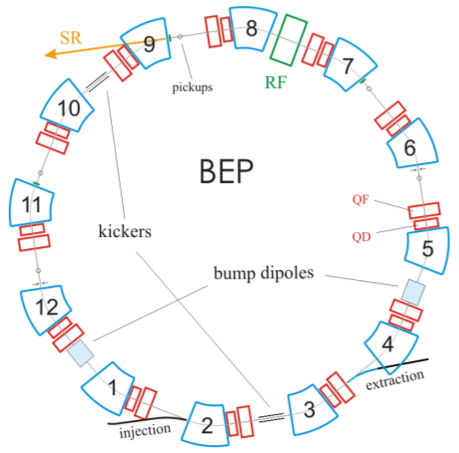 SR
9
8
RF
7
pickups
10
6
BEP
QF
11
kickers
QD
5
bump dipoles
12
4
1
extraction
2
3
injection